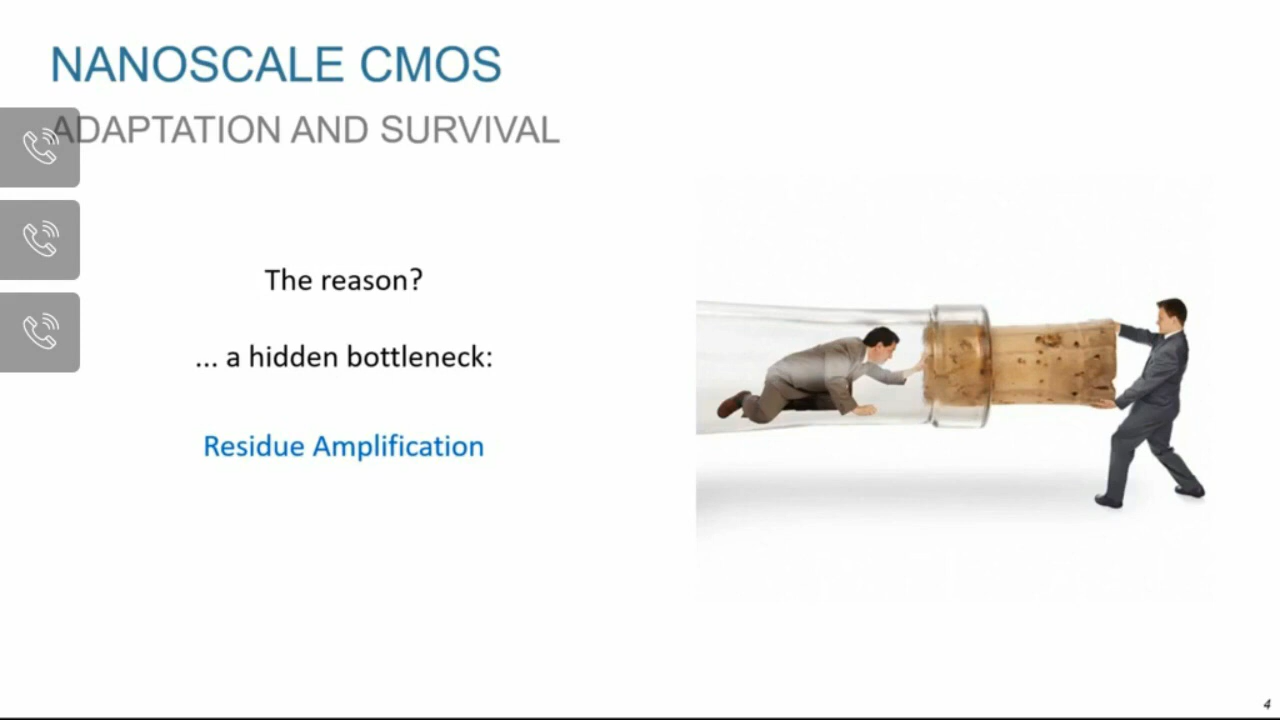 NANOSCALE CMOS
ADAPTATION AND SURVIVAL
The reason?
... a hidden bottleneck:
Residue Amplification
4